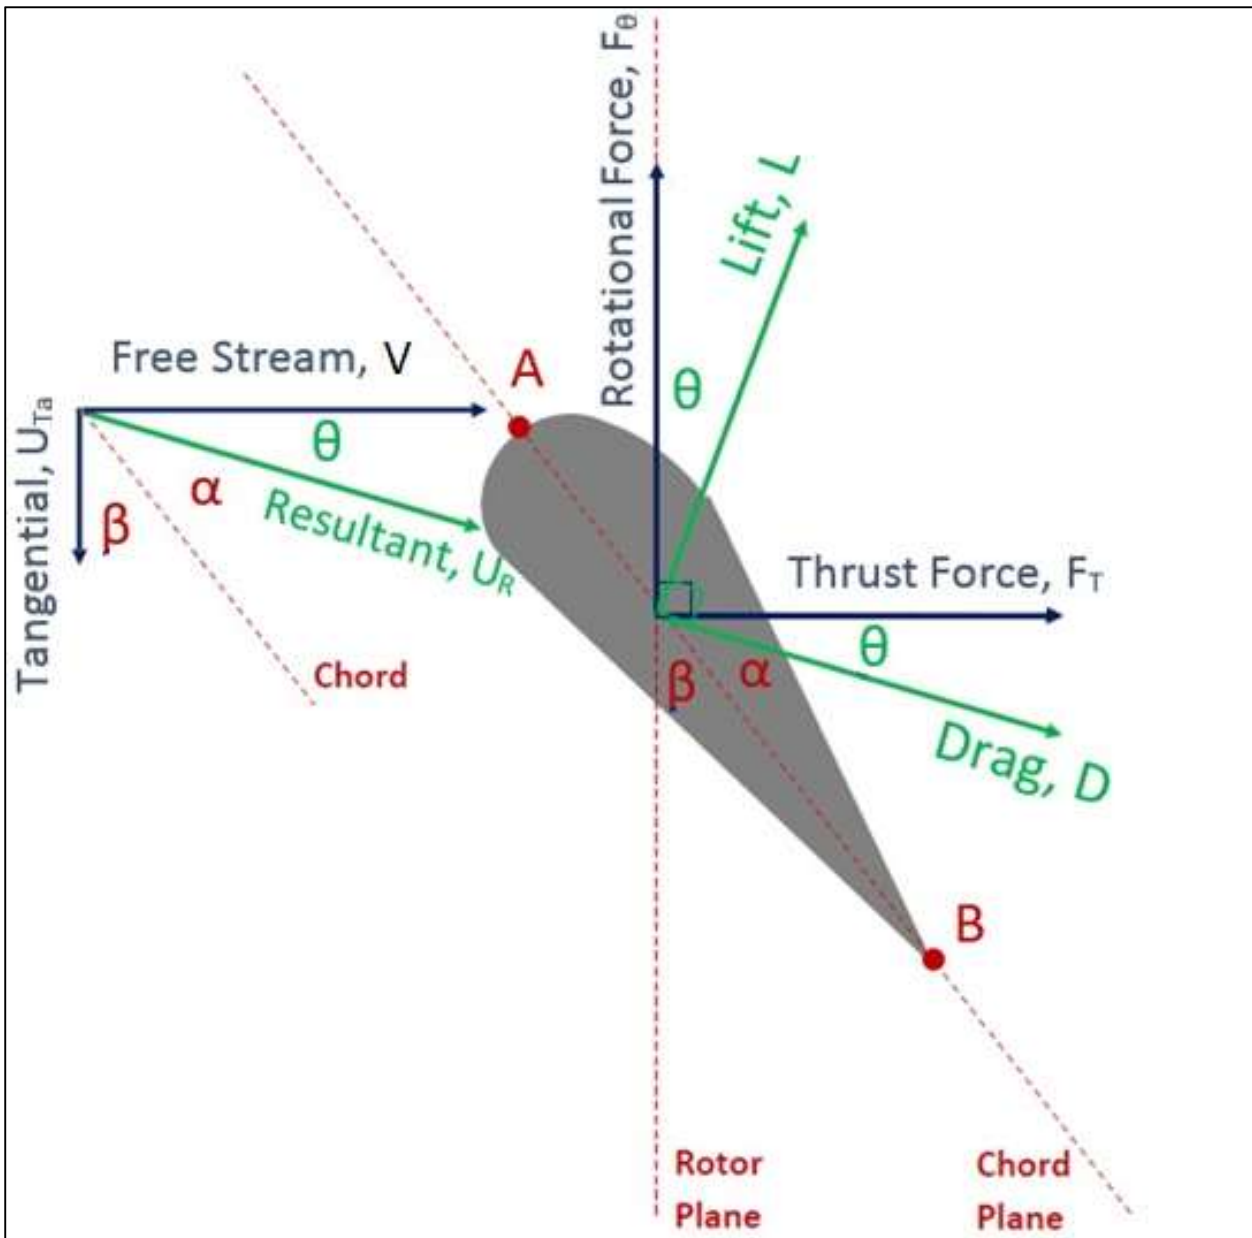 Rotational Force, Fθ
Lift, L
Free Stream, V
A
θ
θ
Tangential, UTa
β
α
Resultant, UR
Thrust Force, FT
θ
Chord
β
α
Drag, D
B
Rotor
Plane
Chord
Plane